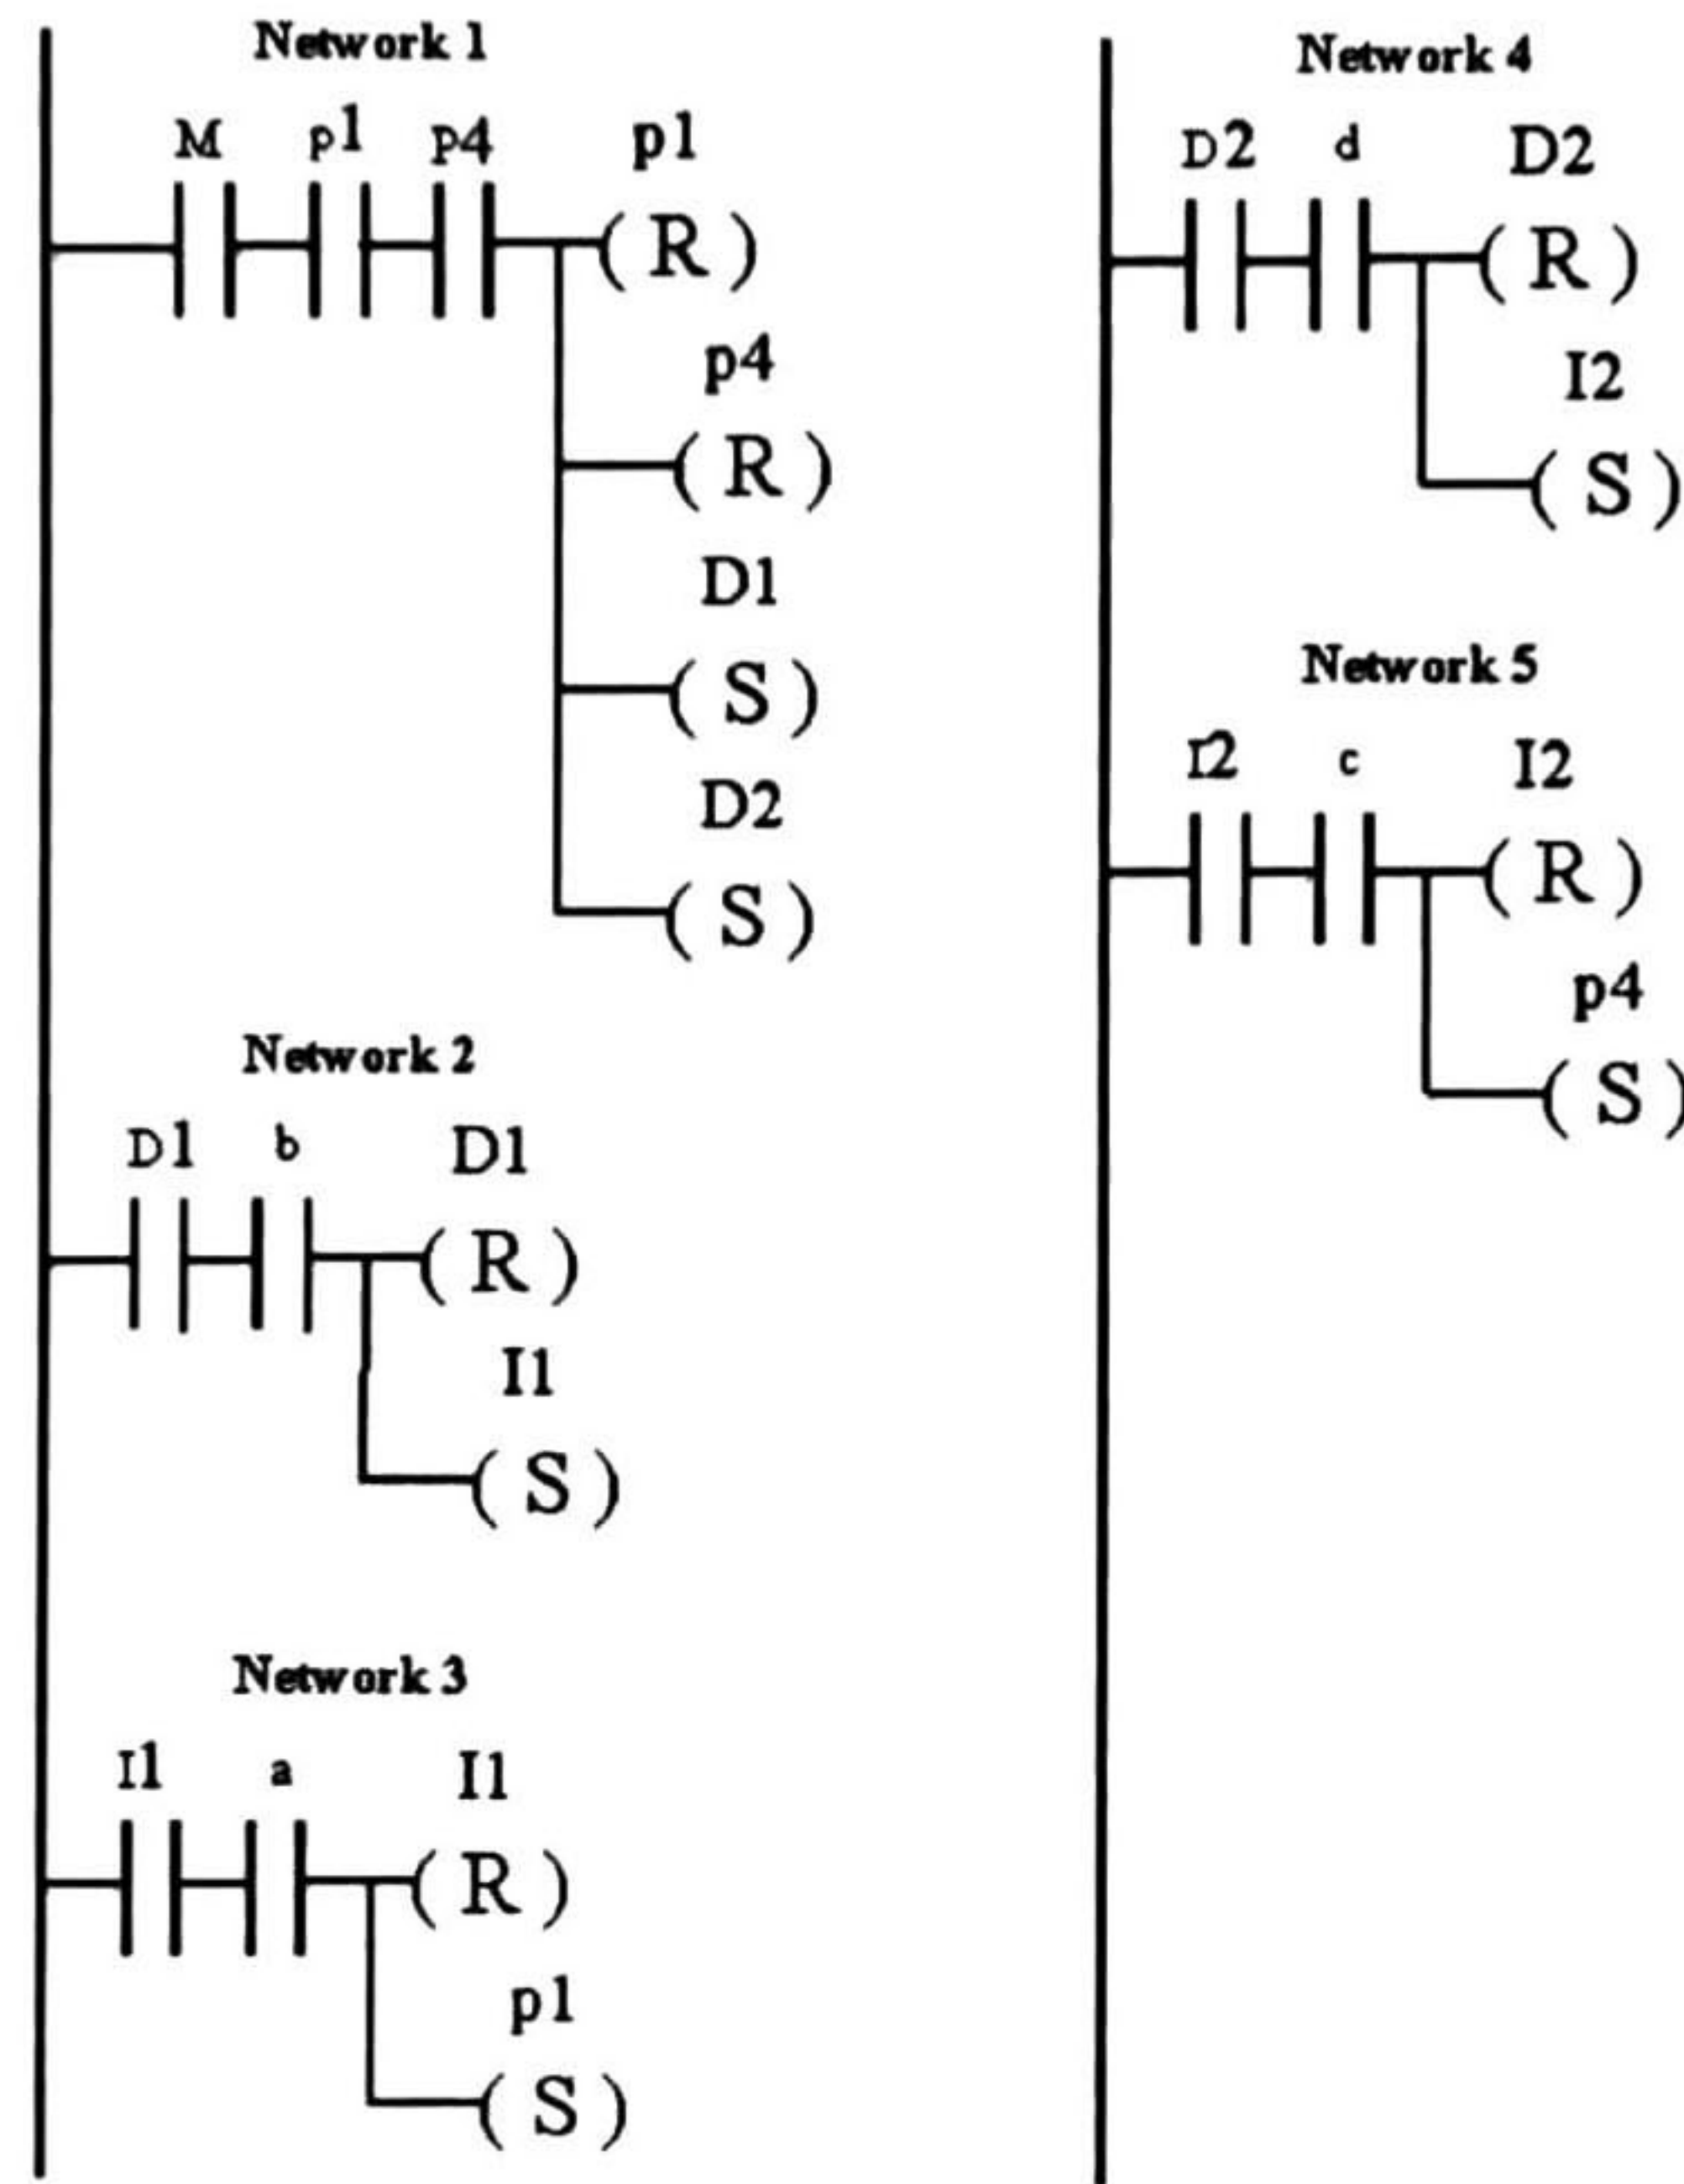 Network 1
M p1 p4 p1
( R )
p4
( R )
D1
( S )
D2
( S )
Network 2
D1 b D1
( R )
I1
( S )
Network 3
I1 a I1
( R )
p1
( S )
Network 4
D2 d D2
( R )
I2
( S )
Network 5
I2 c I2
( R )
p4
( S )